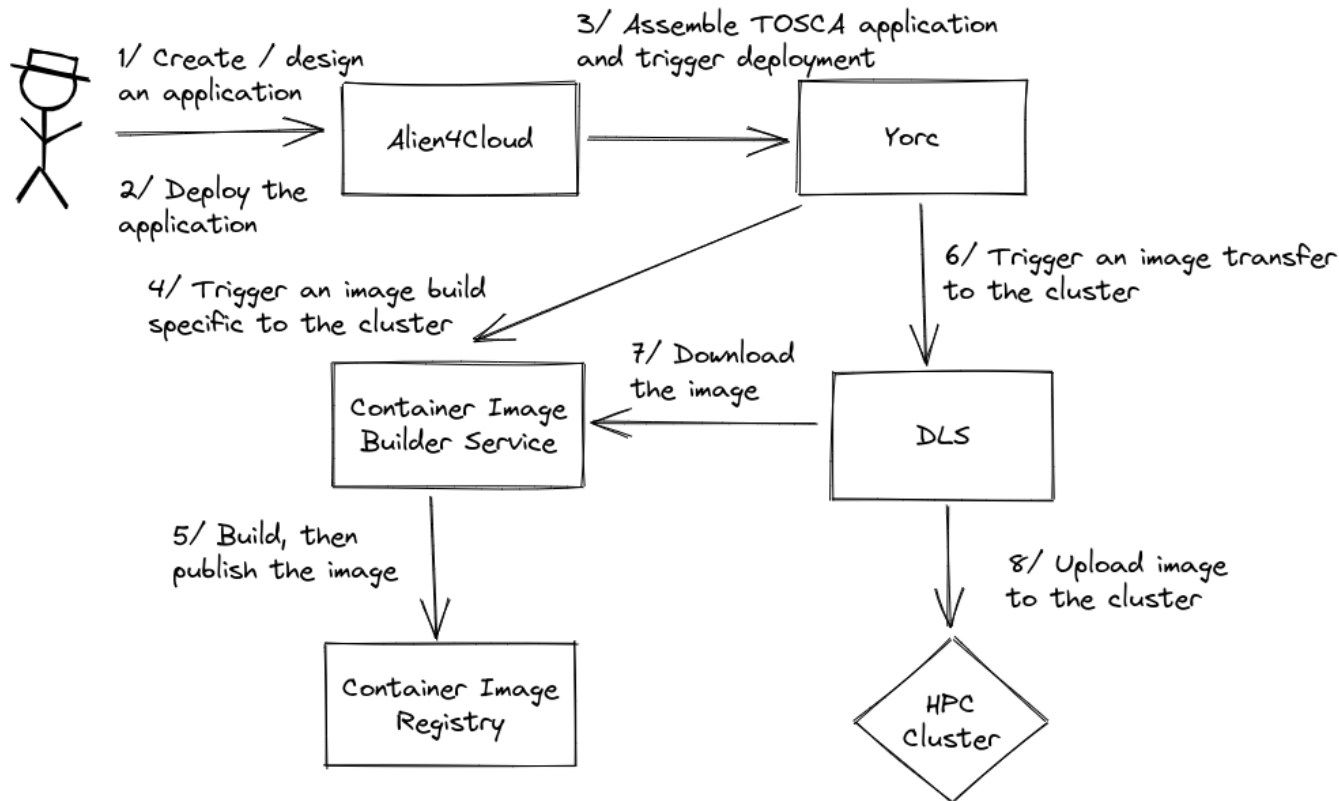 1/ Create / design
an application
2/ Deploy the
application
Alien4Cloud
3/ Assemble TOSCA application
and trigger deployment
Yorc
4/ Trigger an image build
specific to the cluster
Container Image
Builder Service
5/ Build, then
publish the image
Container Image
Registry
6/ Trigger an image transfer
to the cluster
7/ Download
the image
DLS
8/ Upload image
to the cluster
HPC
Cluster